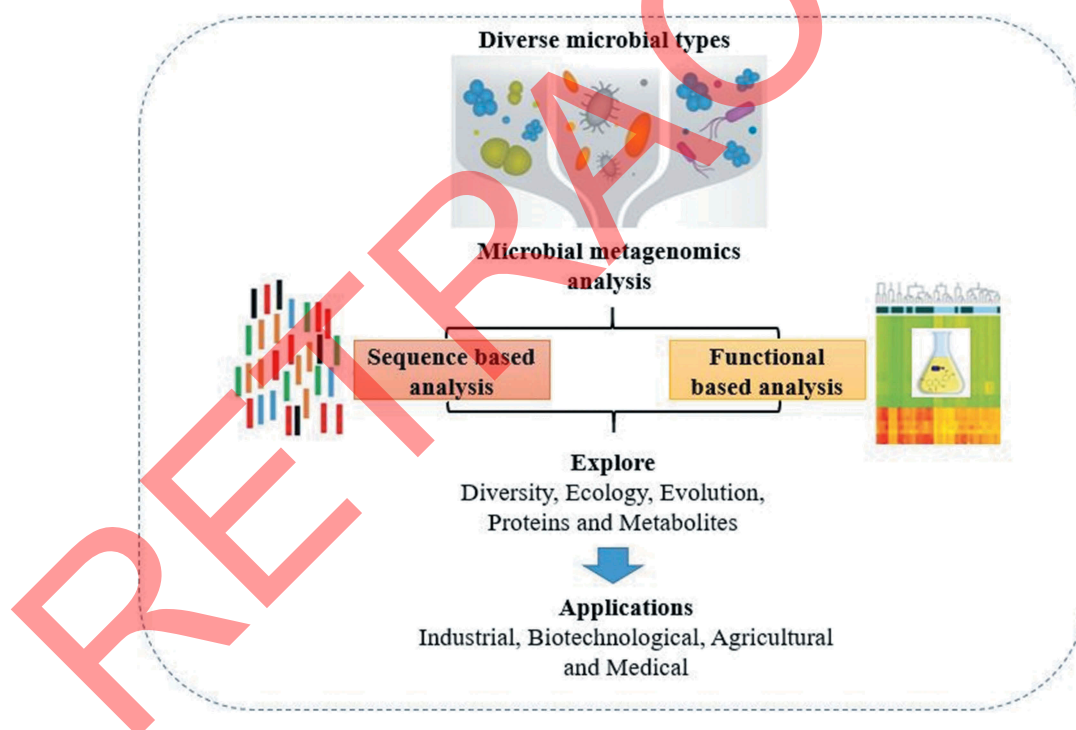 Diverse microbial types
Microbial metagenomics
analysis
Sequence based
analysis
Functional
based analysis
Explore
Diversity, Ecology, Evolution,
Proteins and Metabolites
Applications
Industrial, Biotechnological, Agricultural
and Medical
RETRAC